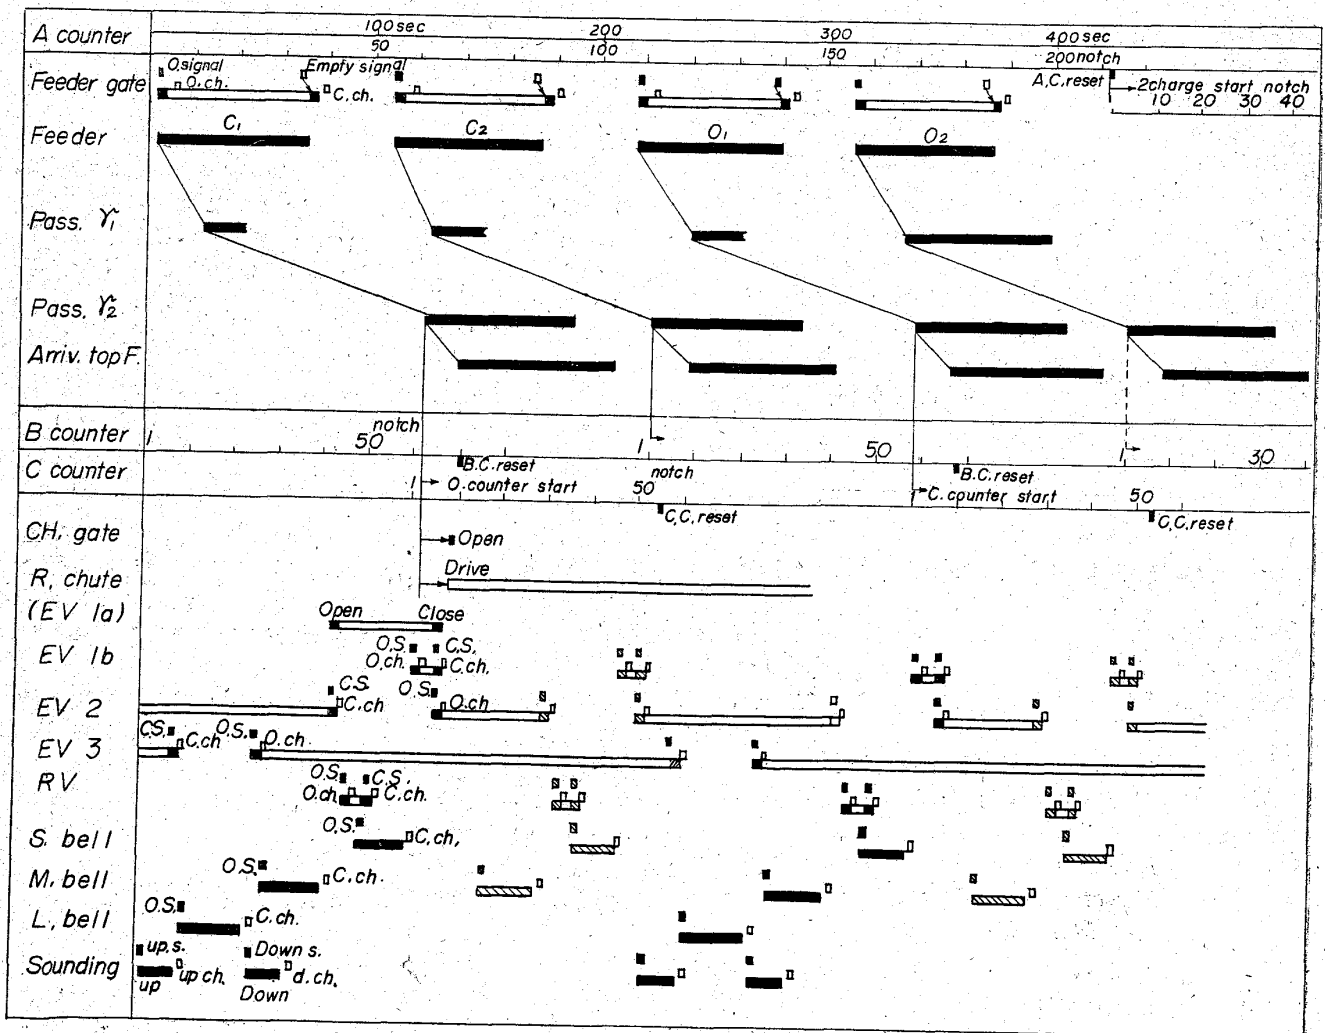 A counter 100sec 200 300 400sec
50 100 150 200notch
Feeder gate O.signal O.ch. Empty signal C.ch. A,C.reset 2charge start notch
10 20 30 40
Feeder C1 C2 O1 O2
Pass. γ1
Pass. γ2
Arriv. top F.
B counter 1 50 notch 1 50 1 30
C counter B.C.reset notch B.C.reset
1 O.counter start 50 1 C.counter start 50
C,C,reset C,C,reset
CH. gate Open
R, chute Drive
(EV 1a) Open Close
EV 1b O.S. C.S.
O,ch. C,ch.
EV 2 C.S. C.ch O.S. O.ch
EV 3 C.S. C.ch O.S. O.ch.
RV O.S. C.S.
O.ch C.ch.
S. bell O.S. C,ch,
M. bell O.S. C.ch.
L, bell O.S. C.ch.
Sounding up.s. up ch. Down s. d.ch.
up Down